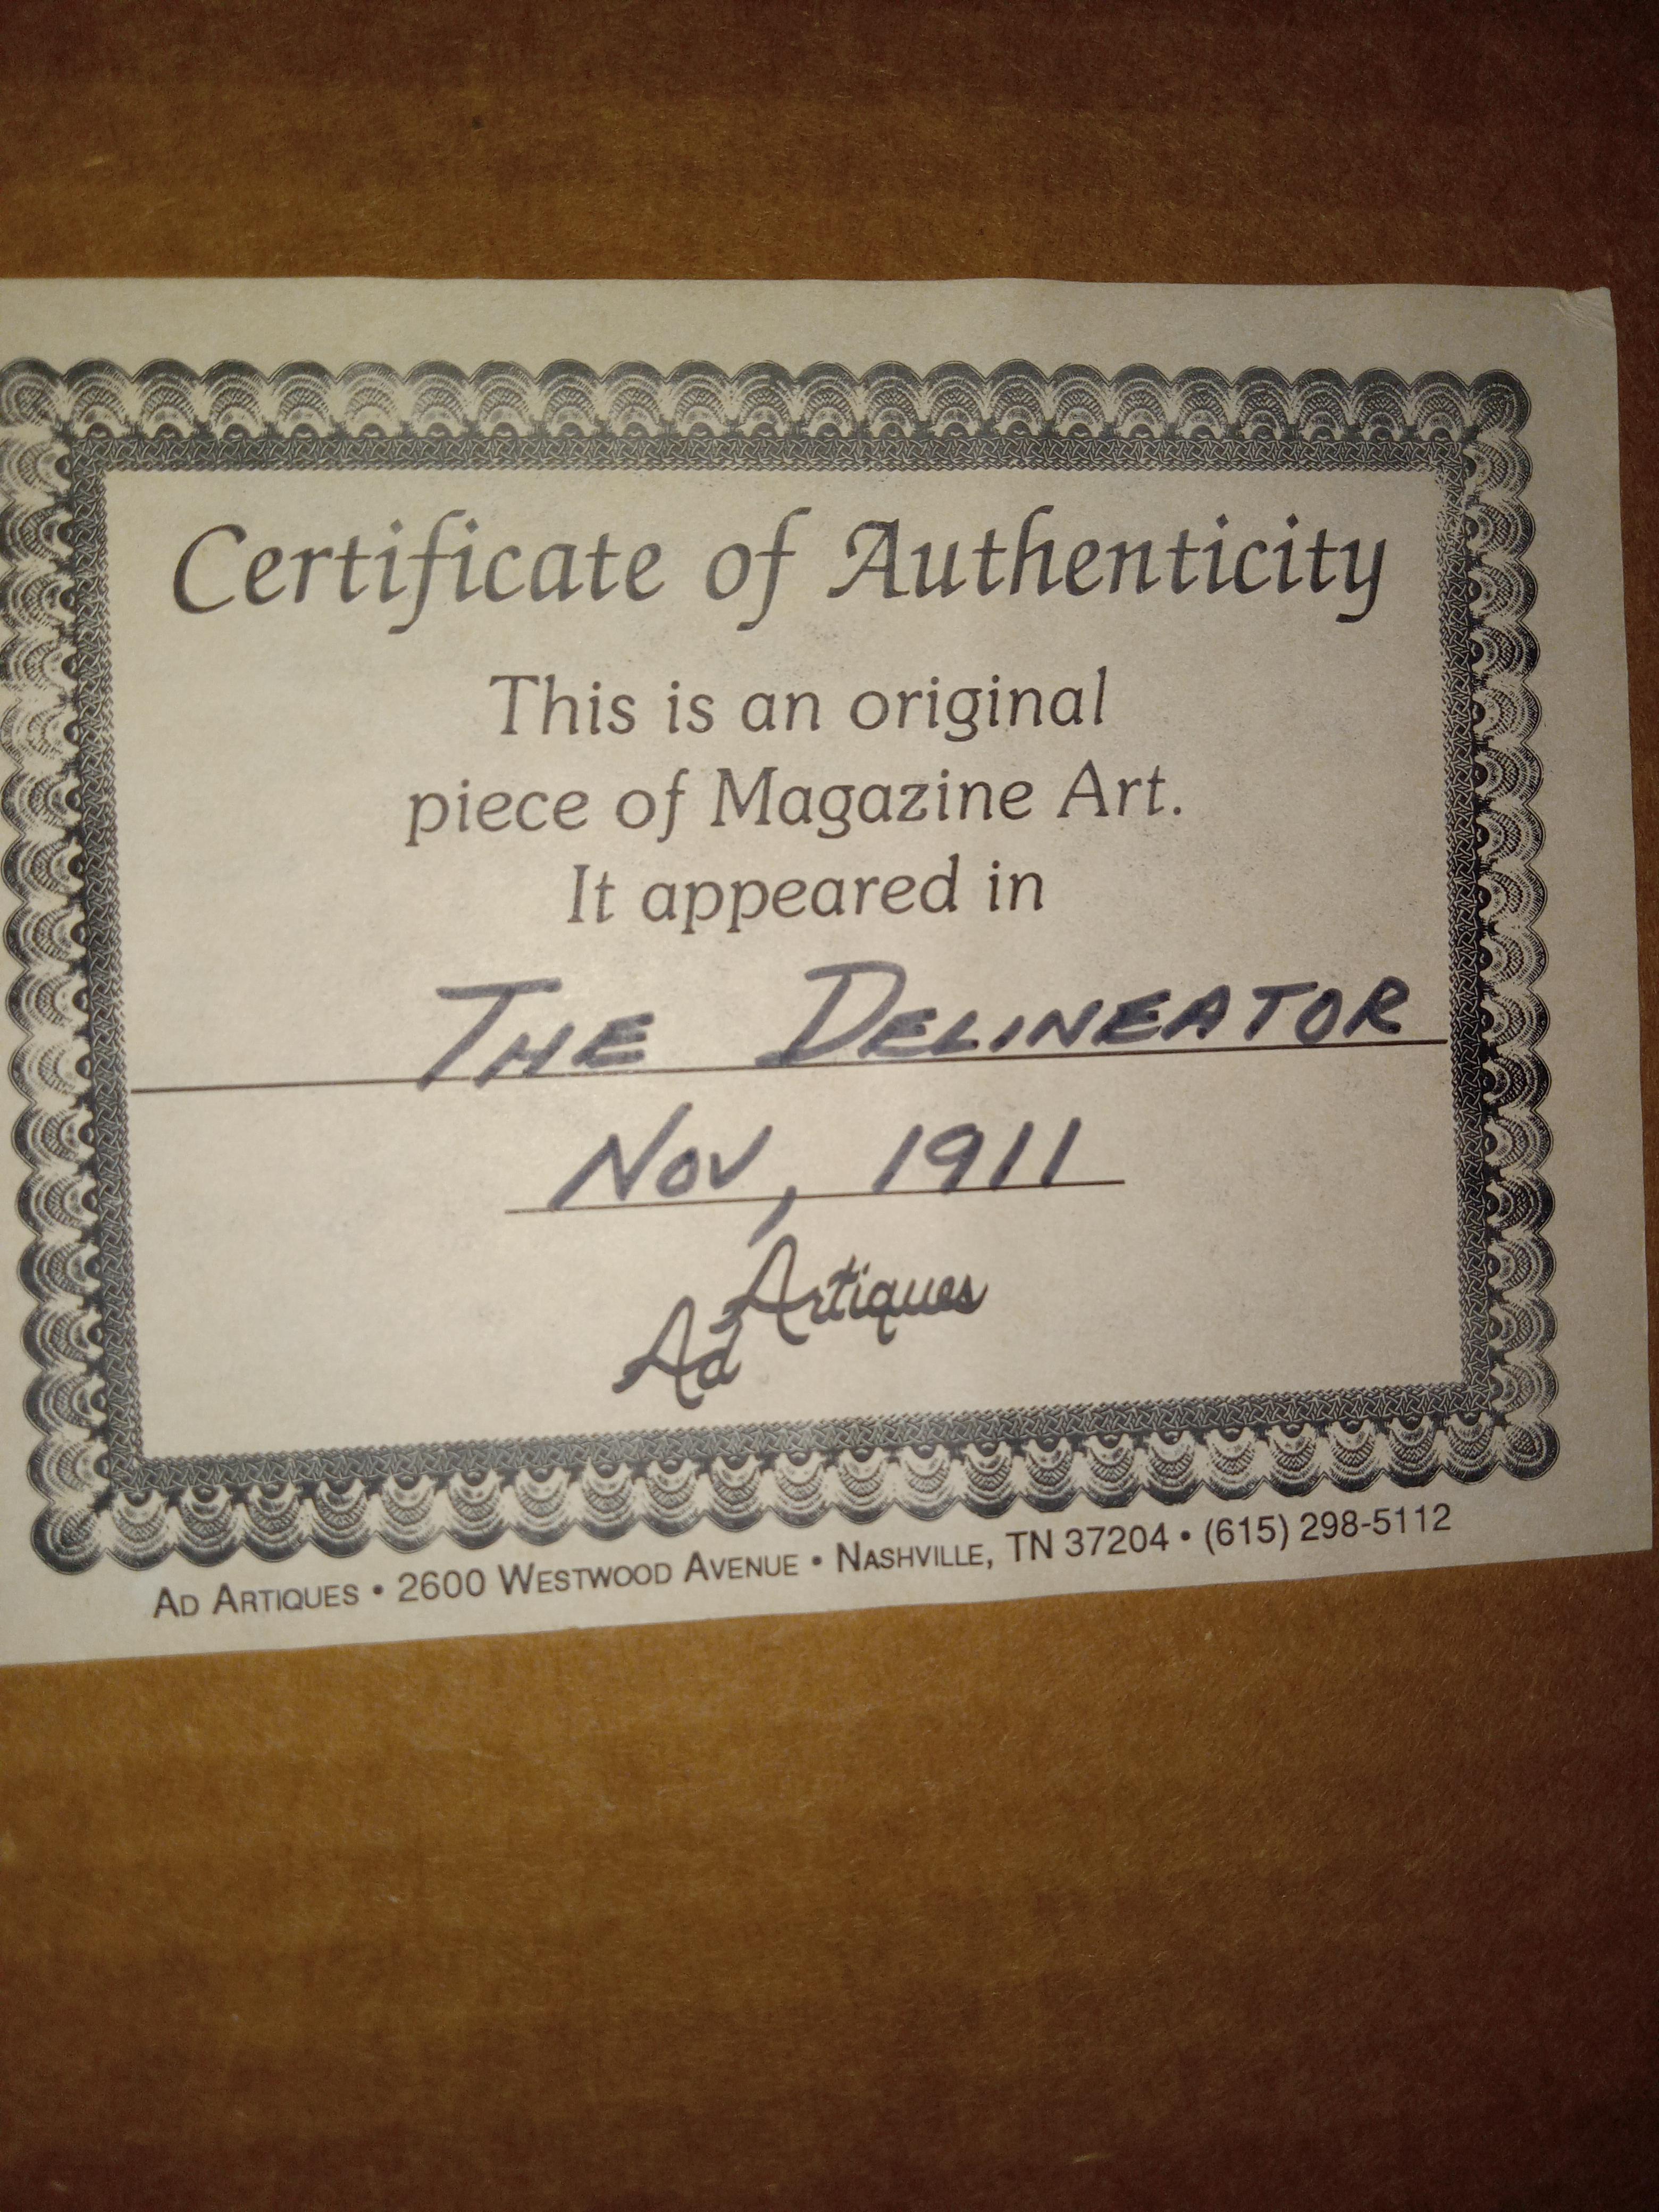 Certificate of Authenticity
This is an original
piece of Magazine Art.
It appeared in
THE DELINEATOR
NOV, 1911
Ad Artiques
AD ARTIQUES • 2600 WESTWOOD AVENUE • NASHVILLE, TN 37204 • (615) 298-5112